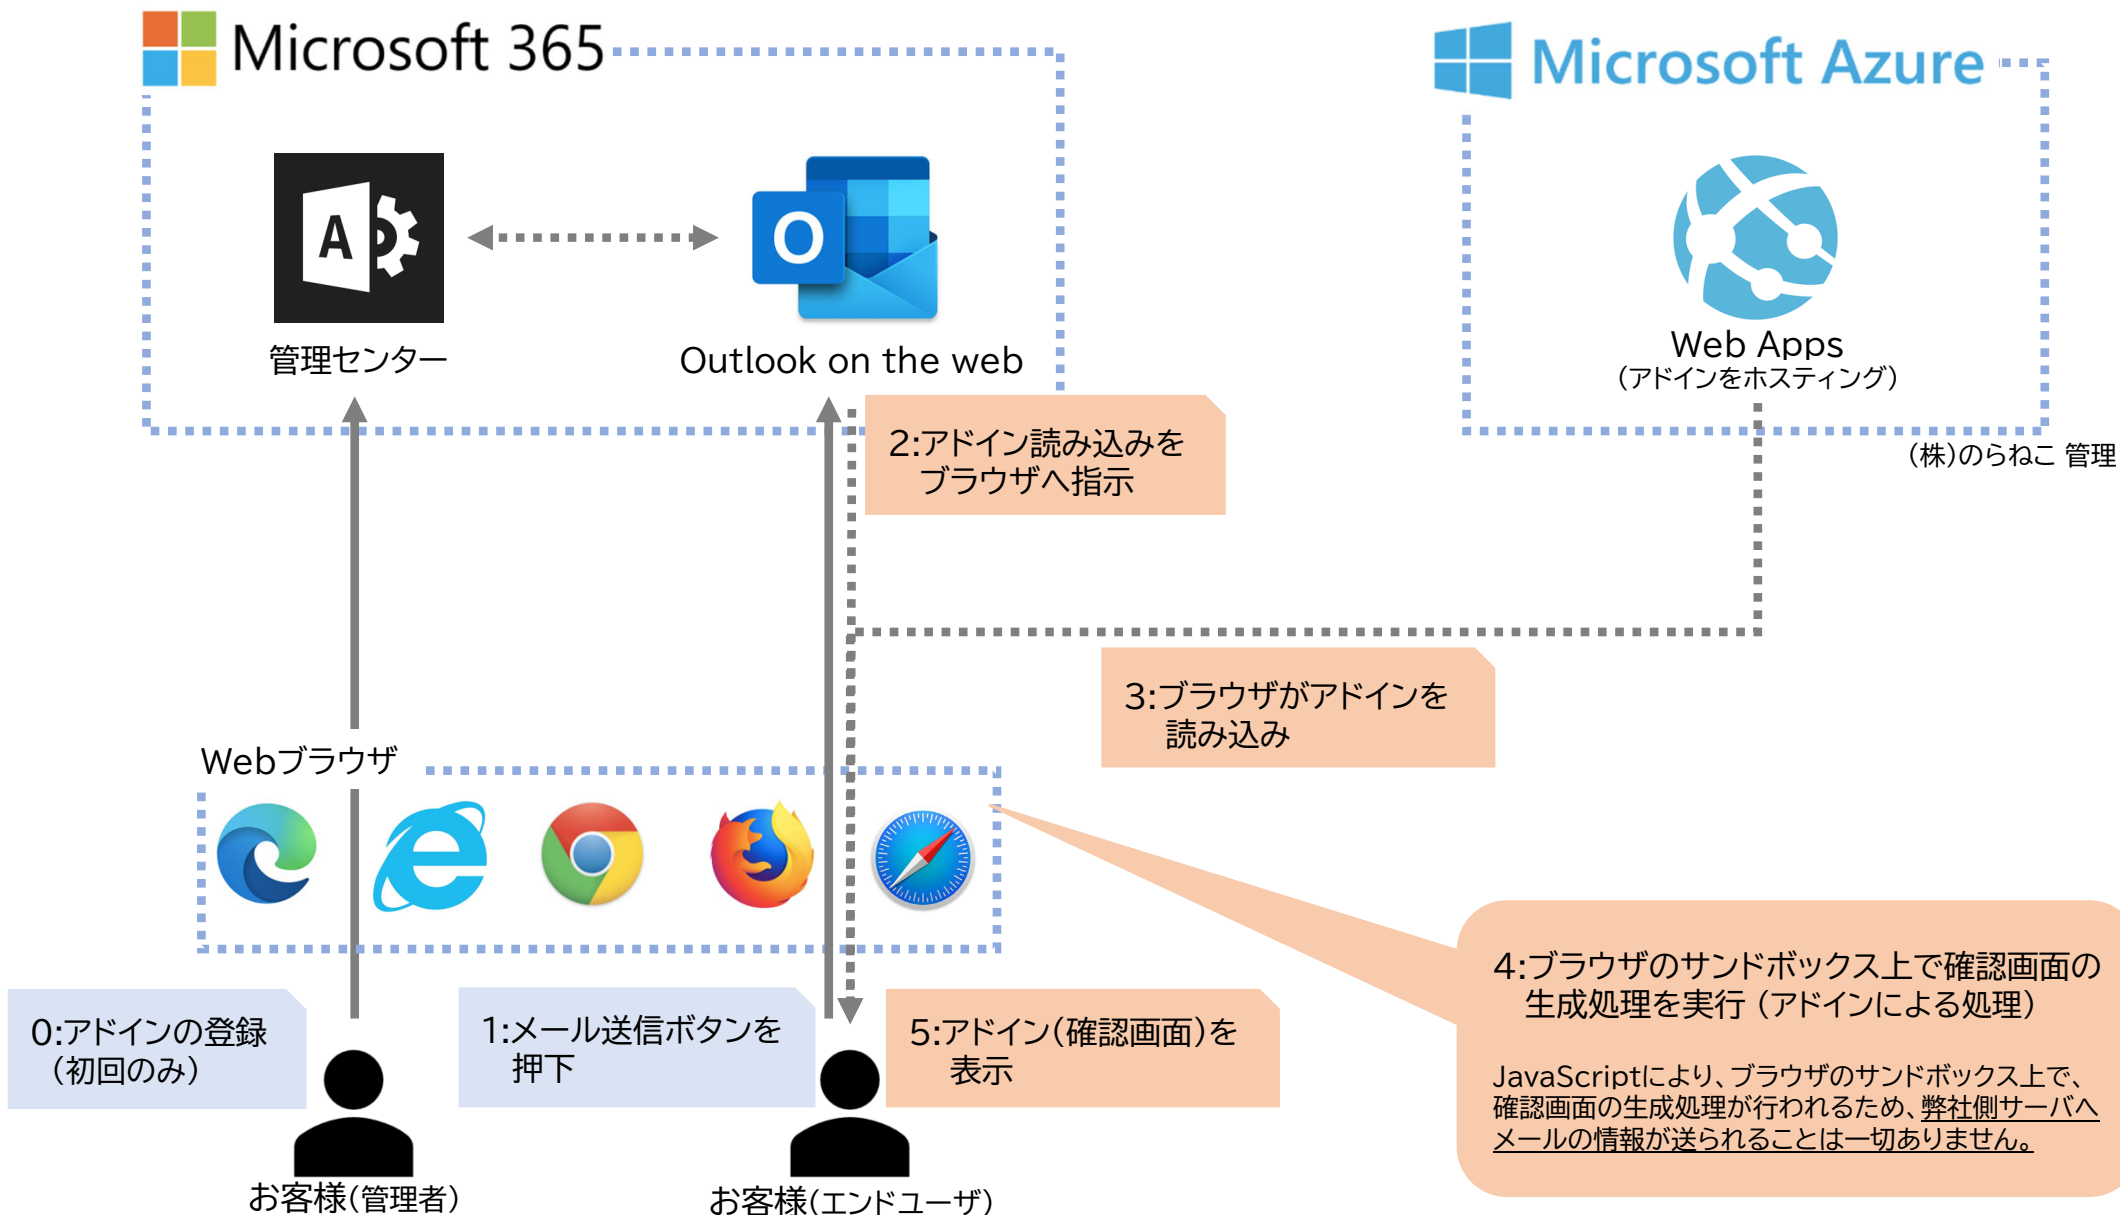 Microsoft 365
Microsoft Azure
管理センター
Outlook on the web
Web Apps
(アドインをホスティング)
(株)のらねこ 管理
2:アドイン読み込みを
ブラウザへ指示
3:ブラウザがアドインを
読み込み
Webブラウザ
4:ブラウザのサンドボックス上で確認画面の
生成処理を実行(アドインによる処理)
JavaScriptにより、ブラウザのサンドボックス上で、
確認画面の生成処理が行われるため、弊社側サーバへ
メールの情報が送られることは一切ありません。
0:アドインの登録
(初回のみ)
1:メール送信ボタンを
押下
5:アドイン(確認画面)を
表示
お客様(管理者)
お客様(エンドユーザ)